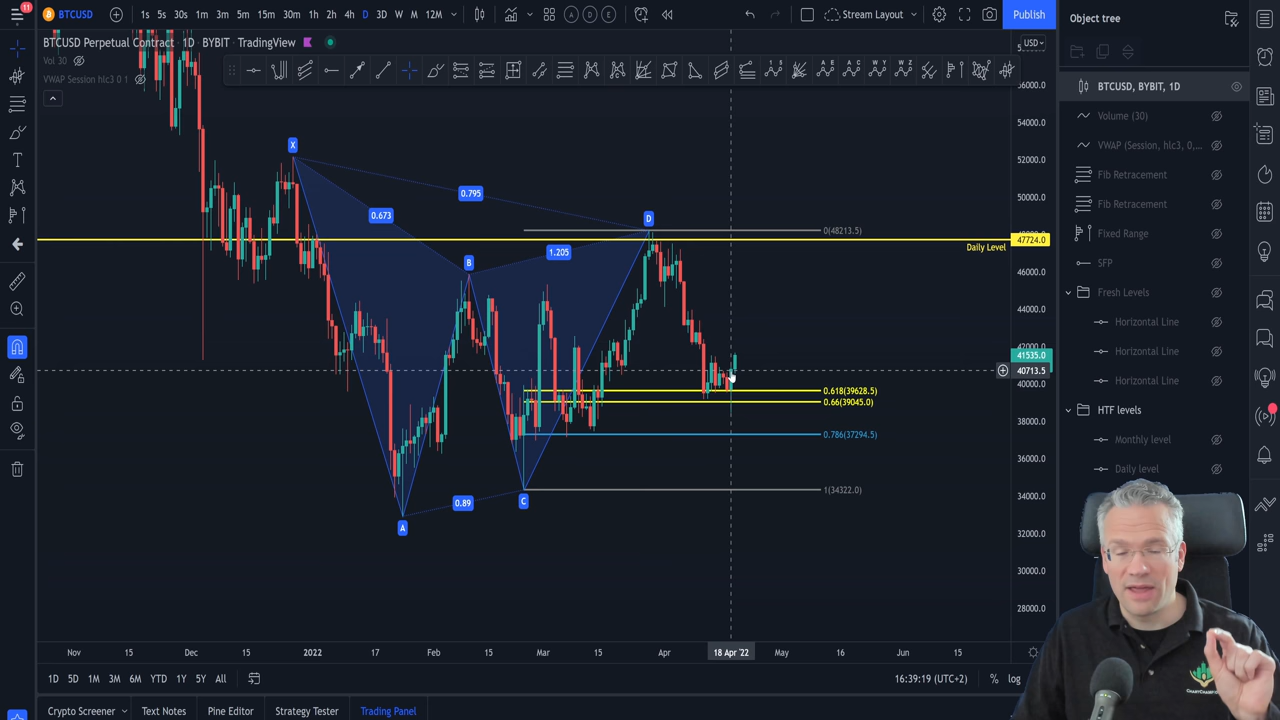 11
BTCUSD
1s 5s 30s 1m 3m 5m 15m 30m 1h 2h 4h D 3D W M 12M
A D E
Stream Layout
Publish
Object tree
BTCUSD Perpetual Contract · 1D · BYBIT · TradingView
USD
Vol 30
VWAP Session hlc3 0 1
BTCUSD, BYBIT, 1D
Volume (30)
VWAP (Session, hlc3, 0,...
Fib Retracement
Fib Retracement
Fixed Range
SFP
Fresh Levels
Horizontal Line
Horizontal Line
Horizontal Line
HTF levels
Monthly level
Daily level
56000.0
54000.0
52000.0
50000.0
47724.0
46000.0
44000.0
42000.0
41535.0
40713.5
40000.0
38000.0
36000.0
34000.0
32000.0
30000.0
28000.0
X
0.795
0.673
D
0(48213.5)
Daily Level
1.205
B
0.618(39628.5)
0.66(39045.0)
0.786(37294.5)
1(34322.0)
0.89
C
A
Nov 15 Dec 15 2022 17 Feb 14 Mar 15 Apr 18 Apr '22 May 16 Jun 15
1D 5D 1M 3M 6M YTD 1Y 5Y All
16:39:19 (UTC+2)
% log
Crypto Screener Text Notes Pine Editor Strategy Tester Trading Panel